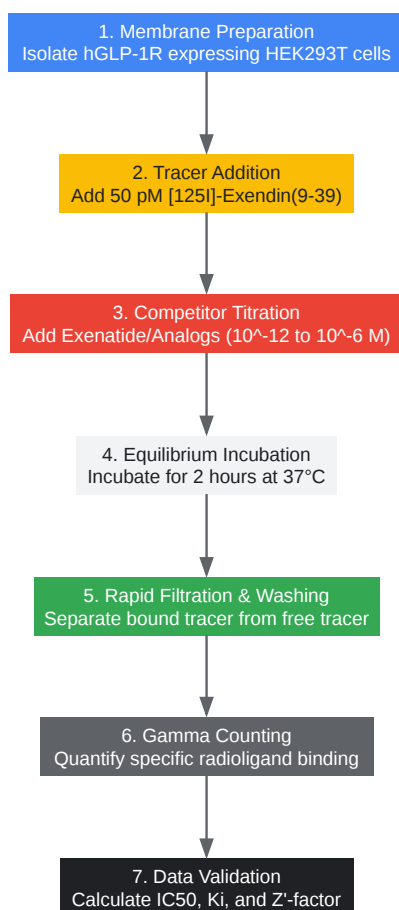 1. Membrane Preparation
Isolate hGLP-1R expressing HEK293T cells
2. Tracer Addition
Add 50 pM [125I]-Exendin(9-39)
3. Competitor Titration
Add Exenatide/Analogs (10^-12 to 10^-6 M)
4. Equilibrium Incubation
Incubate for 2 hours at 37°C
5. Rapid Filtration & Washing
Separate bound tracer from free tracer
6. Gamma Counting
Quantify specific radioligand binding
7. Data Validation
Calculate IC50, Ki, and Z'-factor